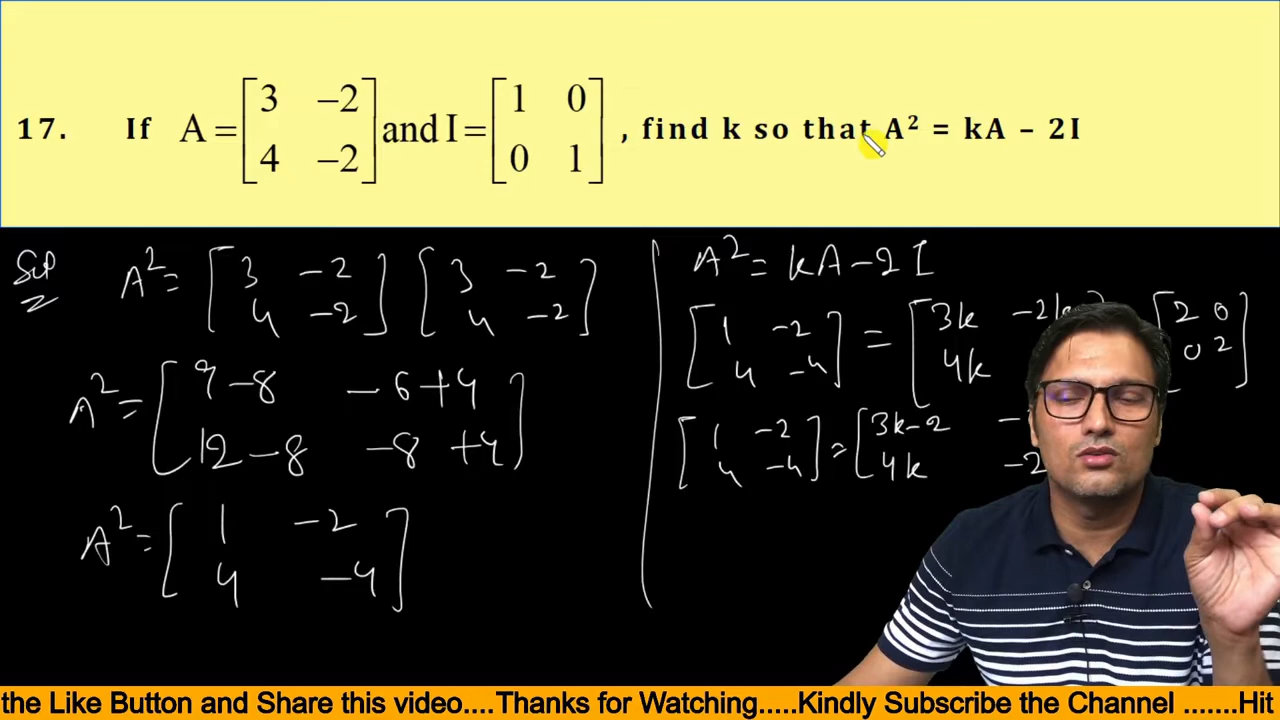 17. If A = [3 −2 4 −2] and I = [1 0 0 1] , find k so that A² = kA – 2I
Sol
A² = [3 −2 4 −2] [3 −2 4 −2]
A² = [9−8 −6+4 12−8 −8+4]
A² = [1 −2 4 −4]
A² = kA−2I
[1 −2 4 −4] = [3k 4k [2 0 0 2]
[1 −2 4 −4] = [3k−2 4k −2
the Like Button and Share this video....Thanks for Watching.....Kindly Subscribe the Channel .......Hit